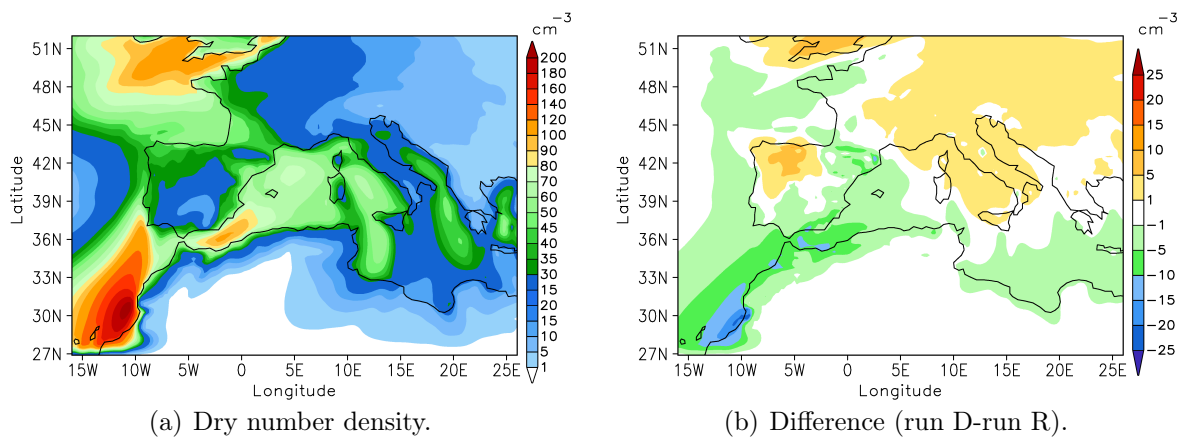 cm⁻³
51N
48N
45N
42N
39N
36N
33N
30N
27N
Latitude
15W 10W 5W 0 5E 10E 15E 20E 25E
Longitude
200
180
160
140
120
100
90
80
70
60
50
45
40
35
30
25
20
15
10
5
1
(a) Dry number density.
cm⁻³
51N
48N
45N
42N
39N
36N
33N
30N
27N
Latitude
15W 10W 5W 0 5E 10E 15E 20E 25E
Longitude
25
20
15
10
5
1
−1
−5
−10
−15
−20
−25
(b) Difference (run D-run R).